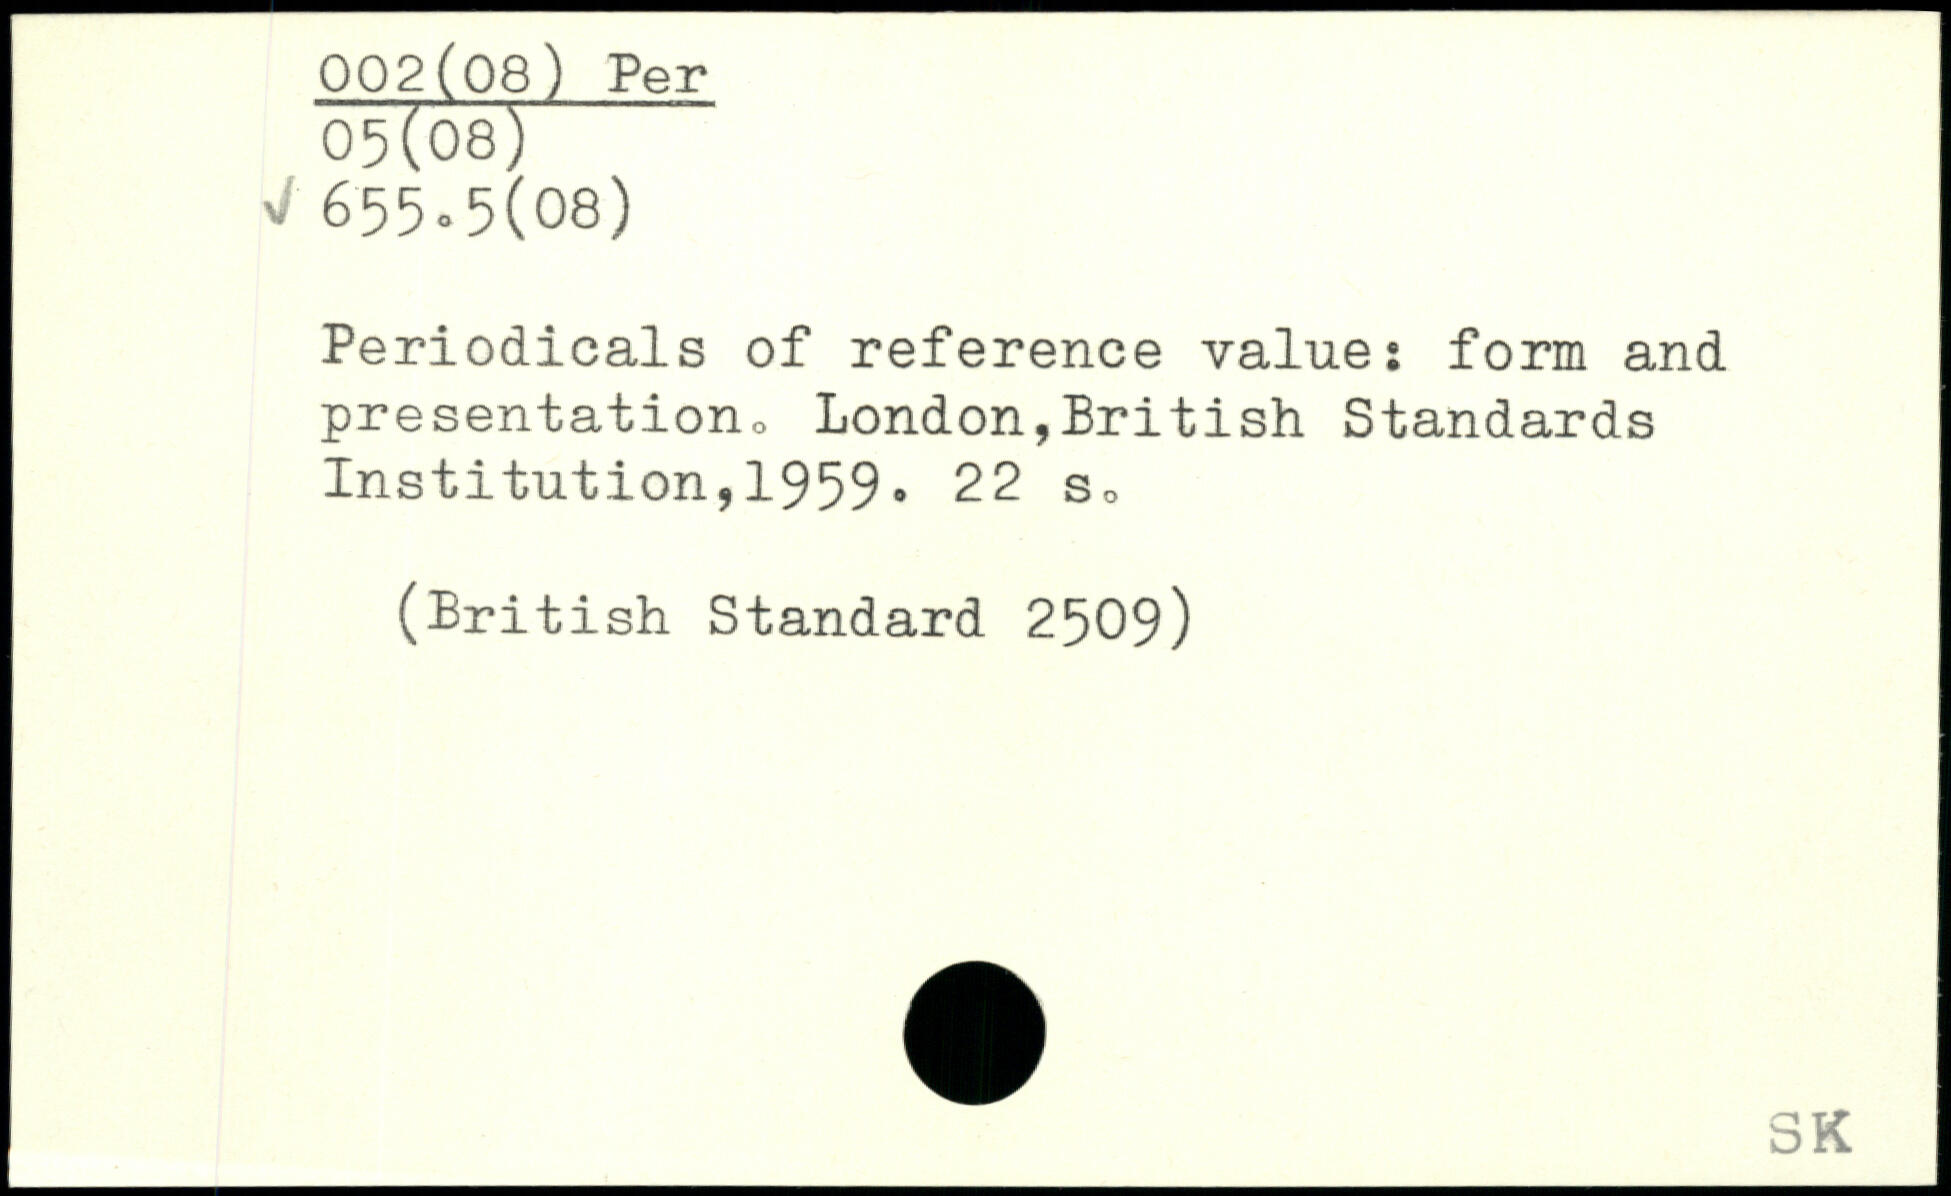 002(08) Per
05(08)
✓ 655.5(08)
Periodicals of reference value: form and
presentation. London,British Standards
Institution,1959. 22 s.
(British Standard 2509)
SK